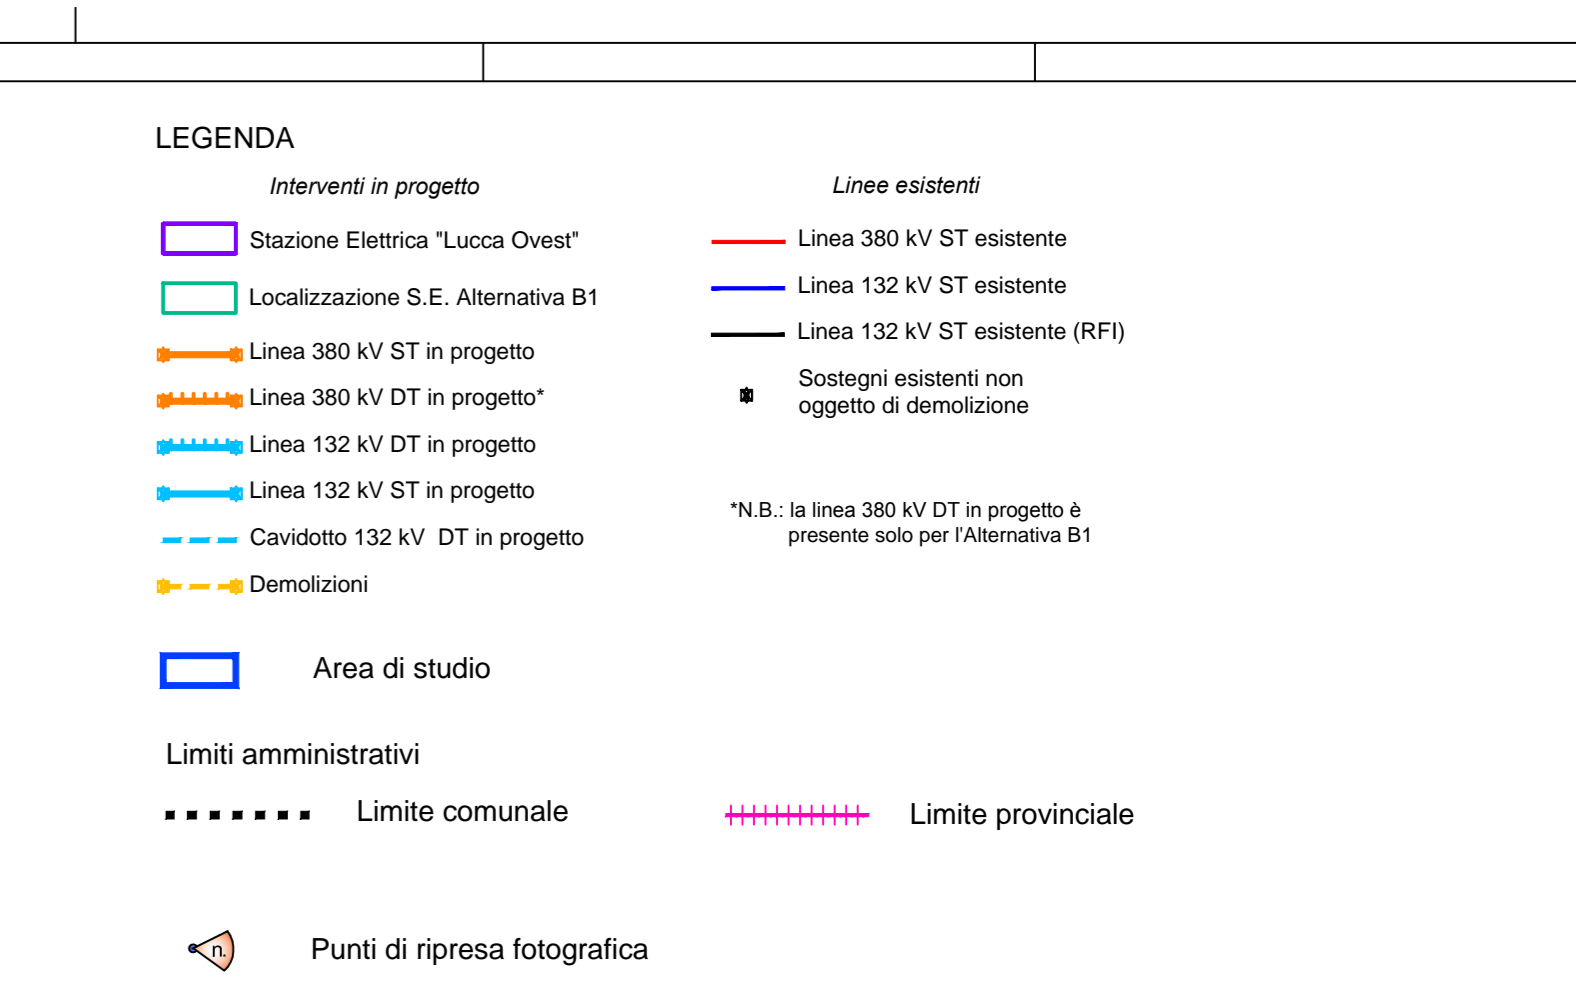 LEGENDA
Interventi in progetto
Stazione Elettrica "Lucca Ovest"
Localizzazione S.E. Alternativa B1
Linea 380 kV ST in progetto
Linea 380 kV DT in progetto*
Linea 132 kV DT in progetto
Linea 132 kV ST in progetto
Cavidotto 132 kV  DT in progetto
Demolizioni
Linee esistenti
Linea 380 kV ST esistente
Linea 132 kV ST esistente
Linea 132 kV ST esistente (RFI)
Sostegni esistenti non
oggetto di demolizione
*N.B.: la linea 380 kV DT in progetto è
presente solo per l'Alternativa B1
Area di studio
Limiti amministrativi
Limite comunale
Limite provinciale
n.
Punti di ripresa fotografica